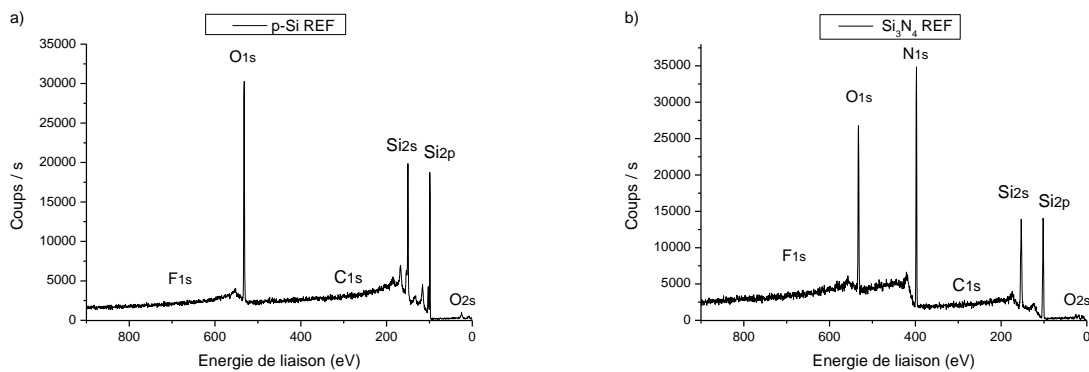 a)
p-Si REF
35000
30000
25000
20000
15000
10000
5000
0
Coups / s
O1s
Si2s
Si2p
F1s
C1s
O2s
800
600
400
200
0
Energie de liaison (eV)
b)
Si₃N₄ REF
35000
30000
25000
20000
15000
10000
5000
0
Coups / s
N1s
O1s
Si2s
Si2p
F1s
C1s
O2s
800
600
400
200
0
Energie de liaison (eV)